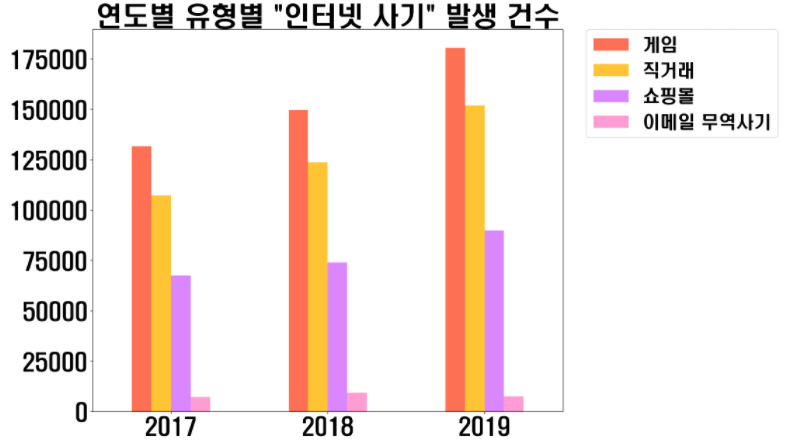 연도별 유형별 "인터넷 사기" 발생 건수
게임
직거래
쇼핑몰
이메일 무역사기
175000
150000
125000
100000
75000
50000
25000
0
2017 2018 2019